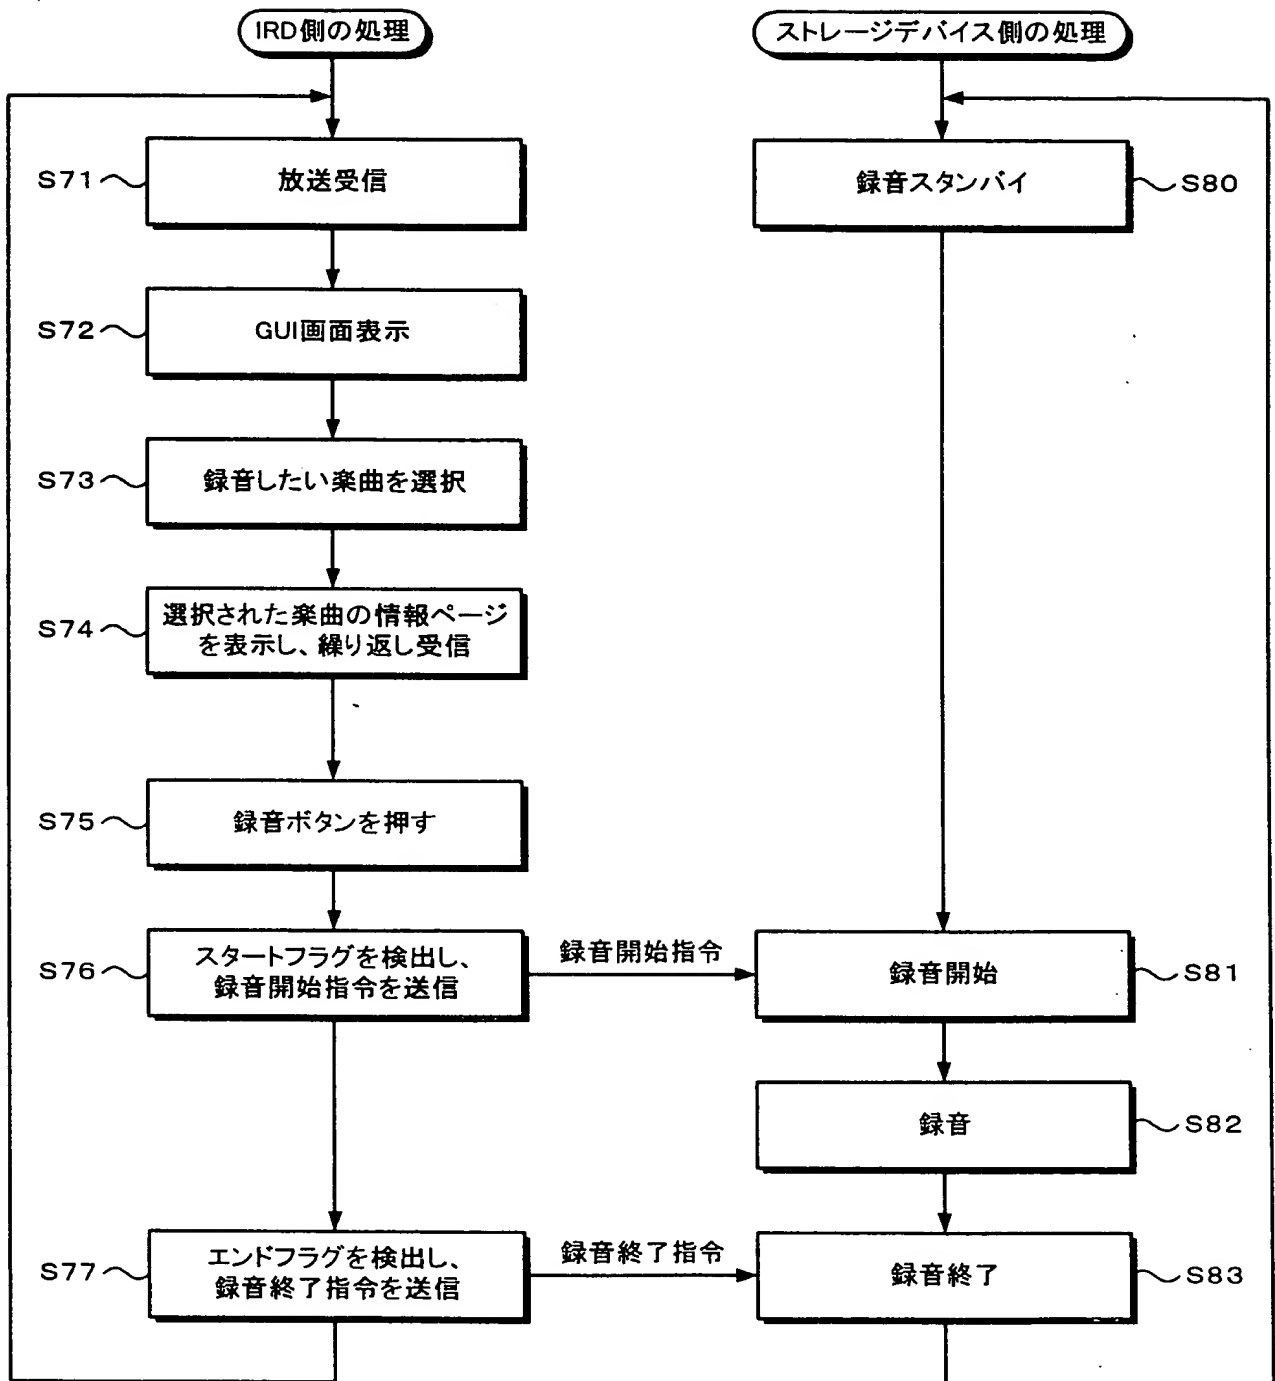 IRD側の処理
ストレージデバイス側の処理
S71
放送受信
録音スタンバイ
S80
S72
GUI画面表示
S73
録音したい楽曲を選択
S74
選択された楽曲の情報ページ
を表示し、繰り返し受信
S75
録音ボタンを押す
S76
スタートフラグを検出し、
録音開始指令を送信
録音開始指令
録音開始
S81
録音
S82
S77
エンドフラグを検出し、
録音終了指令を送信
録音終了指令
録音終了
S83